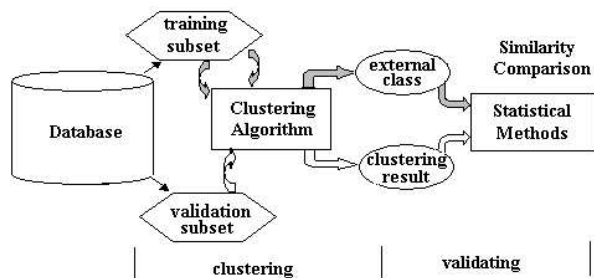 training
subset
Database
validation
subset
Clustering
Algorithm
external
class
clustering
result
Similarity
Comparison
Statistical
Methods
clustering
validating